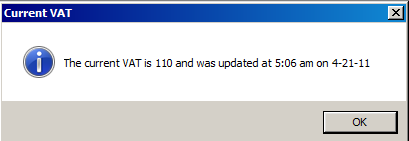 Current VAT
The current VAT is 110 and was updated at 5:06 am on 4-21-11
OK